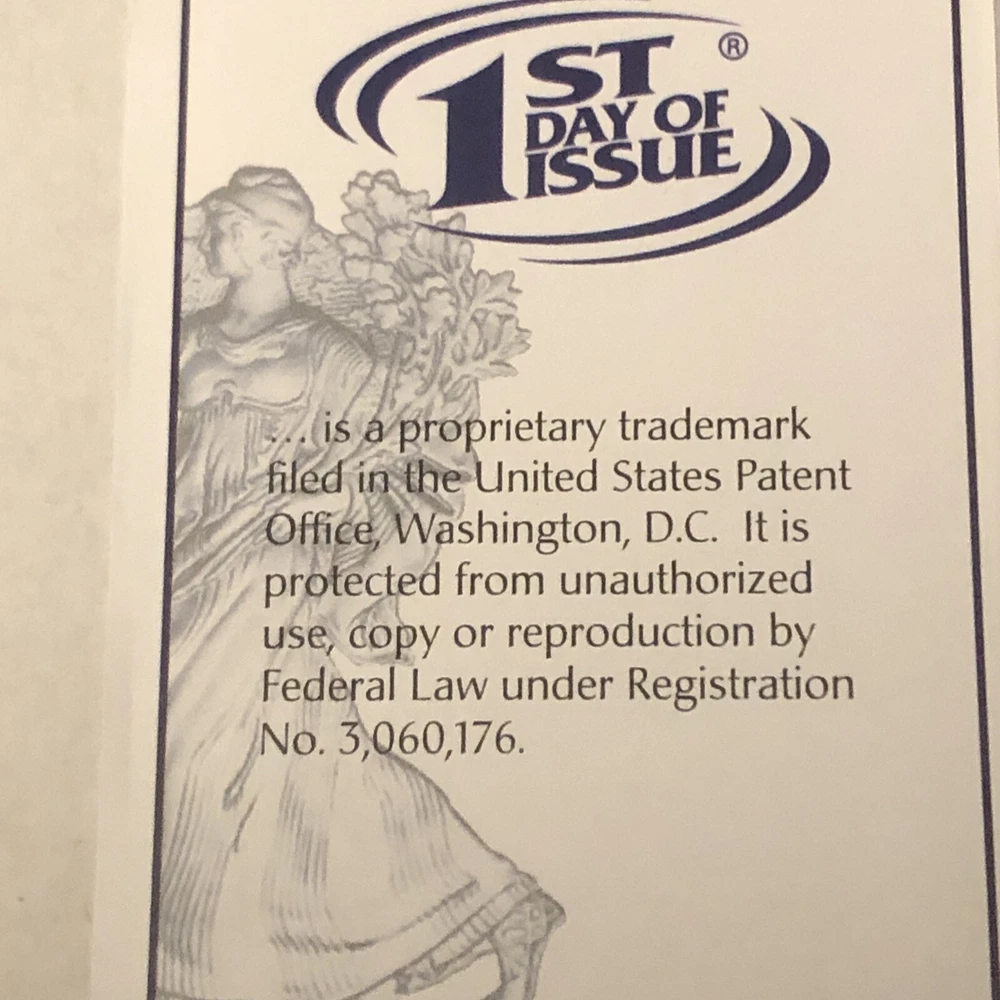 1ST ®
DAY OF
ISSUE
... is a proprietary trademark
filed in the United States Patent
Office, Washington, D.C. It is
protected from unauthorized
use, copy or reproduction by
Federal Law under Registration
No. 3,060,176.